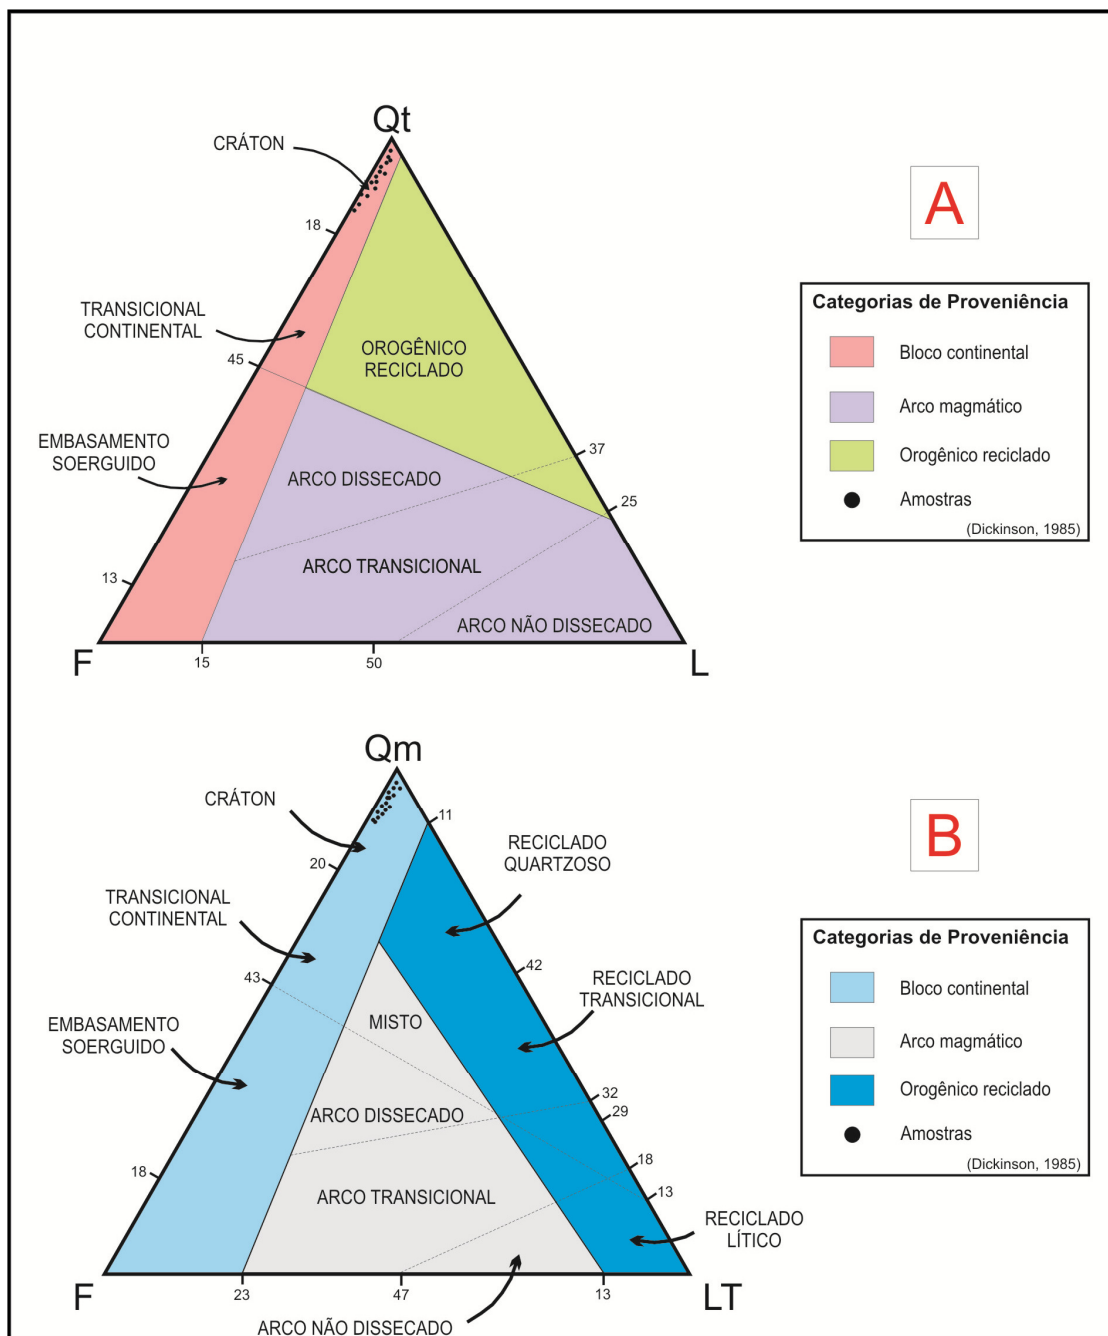 Qt
CRÁTON
A
18
Categorias de Proveniência
TRANSICIONAL
CONTINENTAL
OROGÊNICO
RECICLADO
Bloco continental
45
Arco magmático
EMBASAMENTO
SOERGUIDO
37
Orogênico reciclado
ARCO DISSECADO
25
Amostras
(Dickinson, 1985)
ARCO TRANSICIONAL
13
ARCO NÃO DISSECADO
F
15
50
L
Qm
CRÁTON
B
11
RECICLADO
QUARTZOSO
20
TRANSICIONAL
CONTINENTAL
Categorias de Proveniência
43
42
RECICLADO
TRANSICIONAL
Bloco continental
EMBASAMENTO
SOERGUIDO
MISTO
Arco magmático
32
Orogênico reciclado
ARCO DISSECADO
29
Amostras
18
18
(Dickinson, 1985)
ARCO TRANSICIONAL
13
RECICLADO
LÍTICO
F
23
47
13
LT
ARCO NÃO DISSECADO